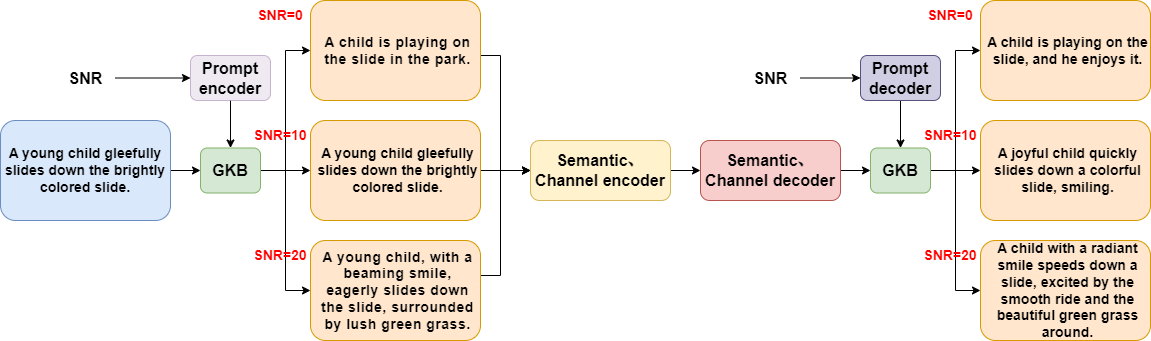 SNR
Prompt
encoder
A young child gleefully
slides down the brightly
colored slide.
GKB
SNR=0
A child is playing on
the slide in the park.
SNR=10
A young child gleefully
slides down the brightly
colored slide.
SNR=20
A young child, with a
beaming smile,
eagerly slides down
the slide, surrounded
by lush green grass.
Semantic、
Channel encoder
Semantic、
Channel decoder
SNR
Prompt
decoder
GKB
SNR=0
A child is playing on the
slide, and he enjoys it.
SNR=10
A joyful child quickly
slides down a colorful
slide, smiling.
SNR=20
A child with a radiant
smile speeds down a
slide, excited by the
smooth ride and the
beautiful green grass
around.